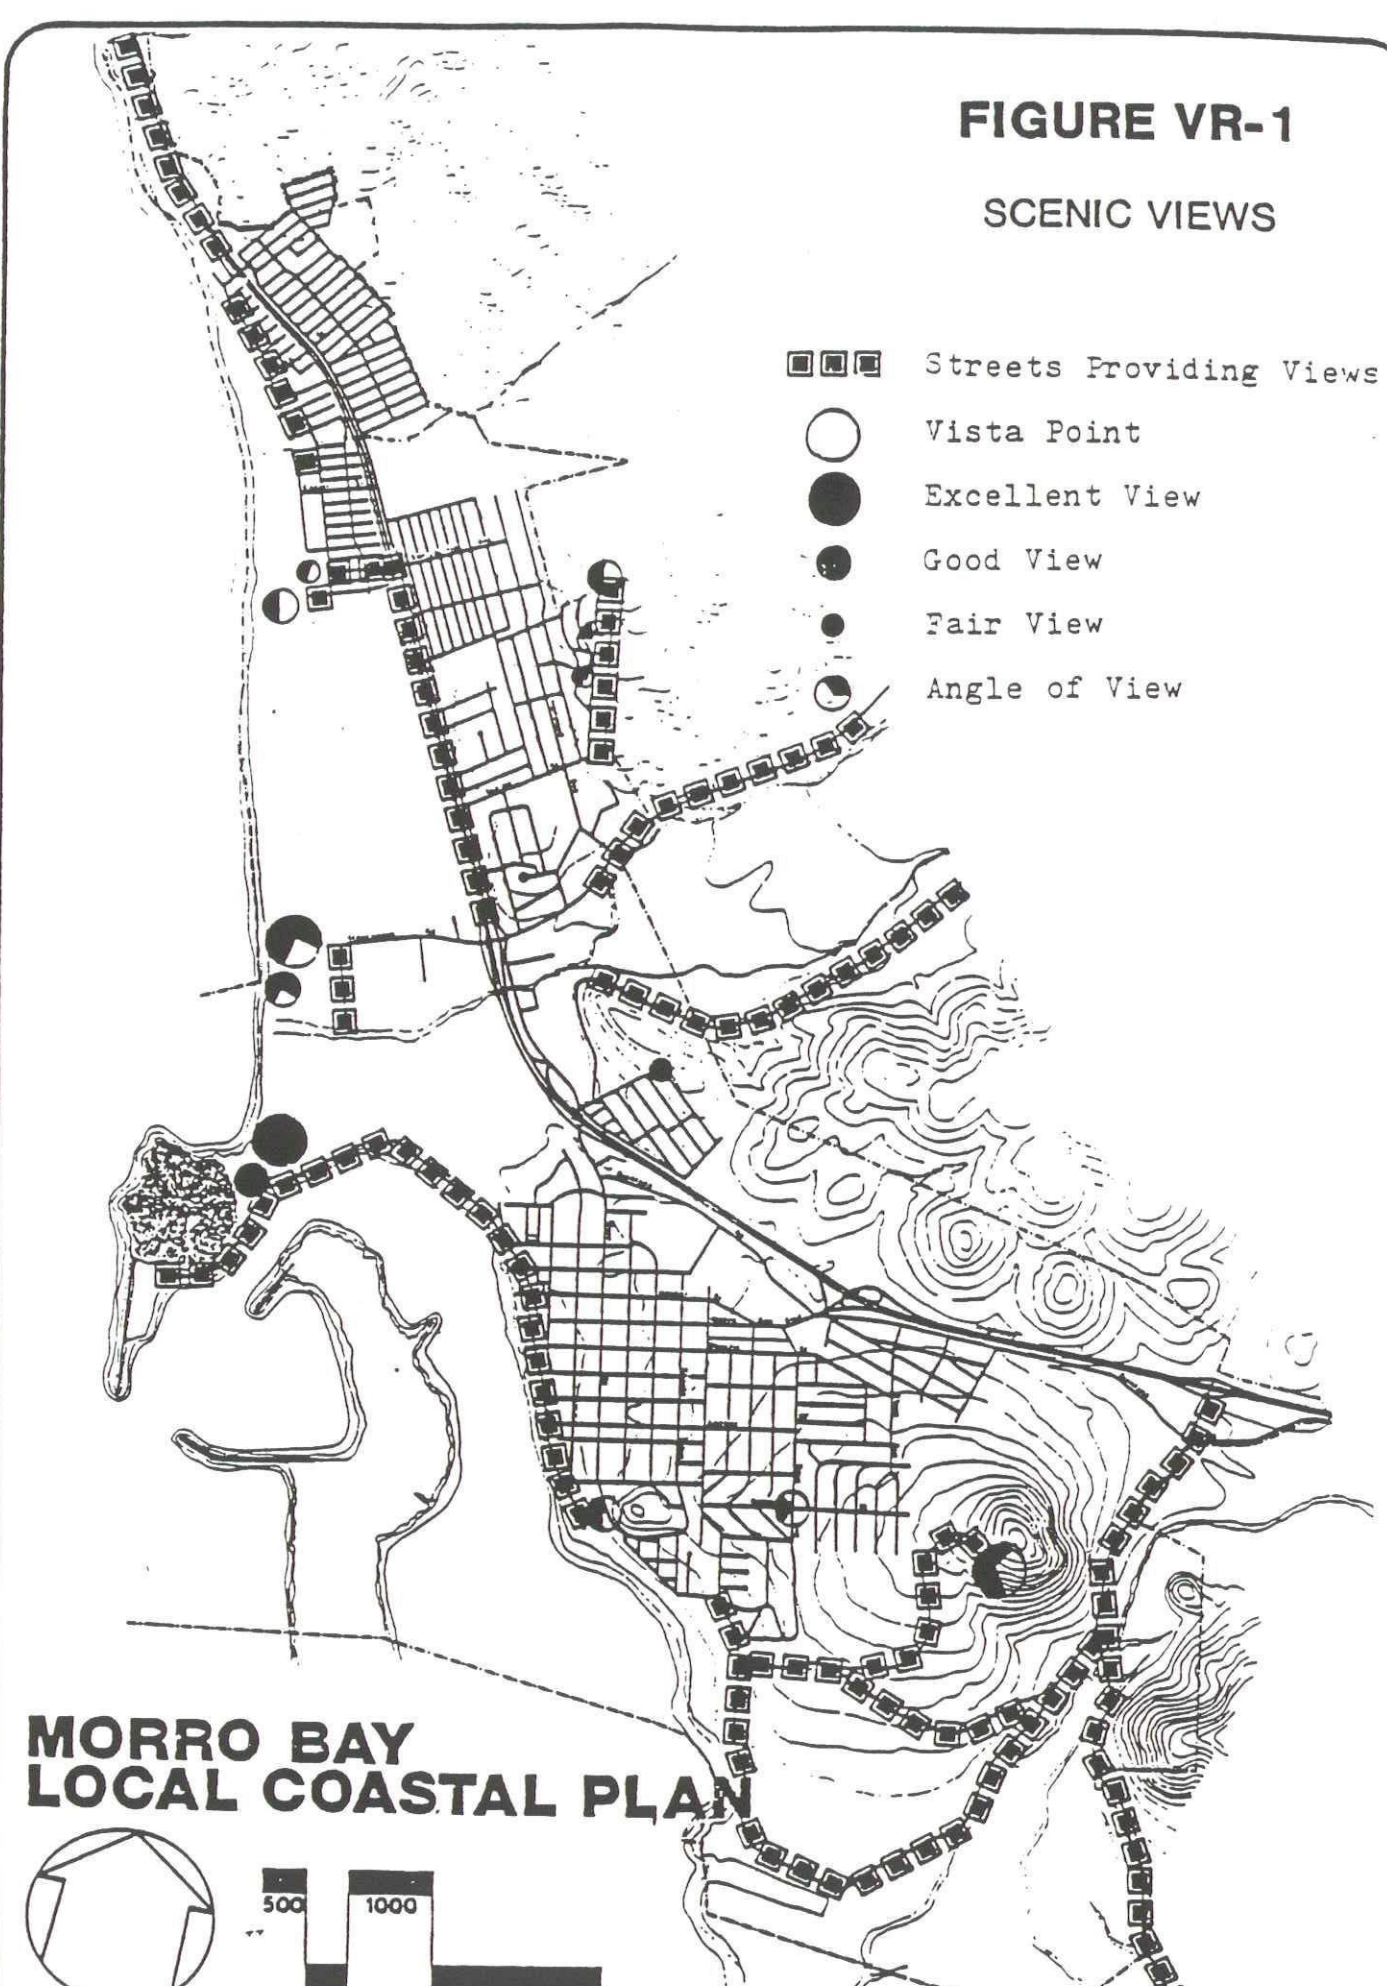 FIGURE VR-1
SCENIC VIEWS
Streets Providing Views
Vista Point
Excellent View
Good View
Fair View
Angle of View
MORRO BAY
LOCAL COASTAL PLAN
500
1000